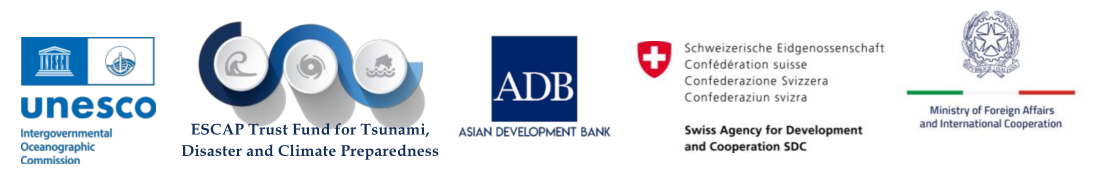 unesco
Intergovernmental
Oceanographic
Commission
ESCAP Trust Fund for Tsunami,
Disaster and Climate Preparedness
ADB
ASIAN DEVELOPMENT BANK
Schweizerische Eidgenossenschaft
Confédération suisse
Confederazione Svizzera
Confederaziun svizra
Swiss Agency for Development
and Cooperation SDC
Ministry of Foreign Affairs
and International Cooperation